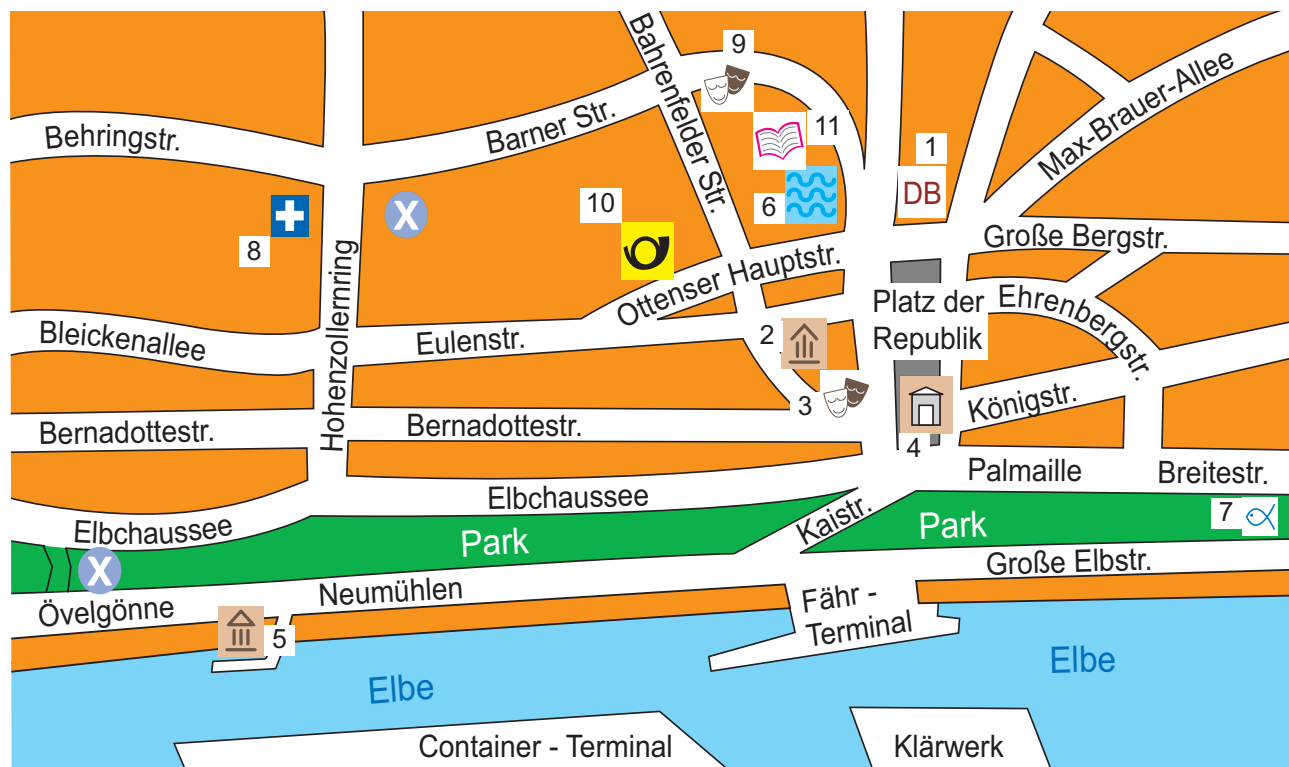 Bahrenfelder Str.
9
Behringstr.
Barner Str.
11
1
Max-Brauer-Allee
DB
10
6
8
X
Große Bergstr.
Ottenser Hauptstr.
Hohenzollernring
Platz der
Republik
Ehrenbergstr.
Bleickenallee
Eulenstr.
2
3
4
Königstr.
Bernadottestr.
Bernadottestr.
Palmaille
Breitestr.
Elbchaussee
Elbchaussee
Kaistr.
Park
Park
7
X
Große Elbstr.
Övelgönne
Neumühlen
Fähr -
Terminal
5
Elbe
Elbe
Container - Terminal
Klärwerk